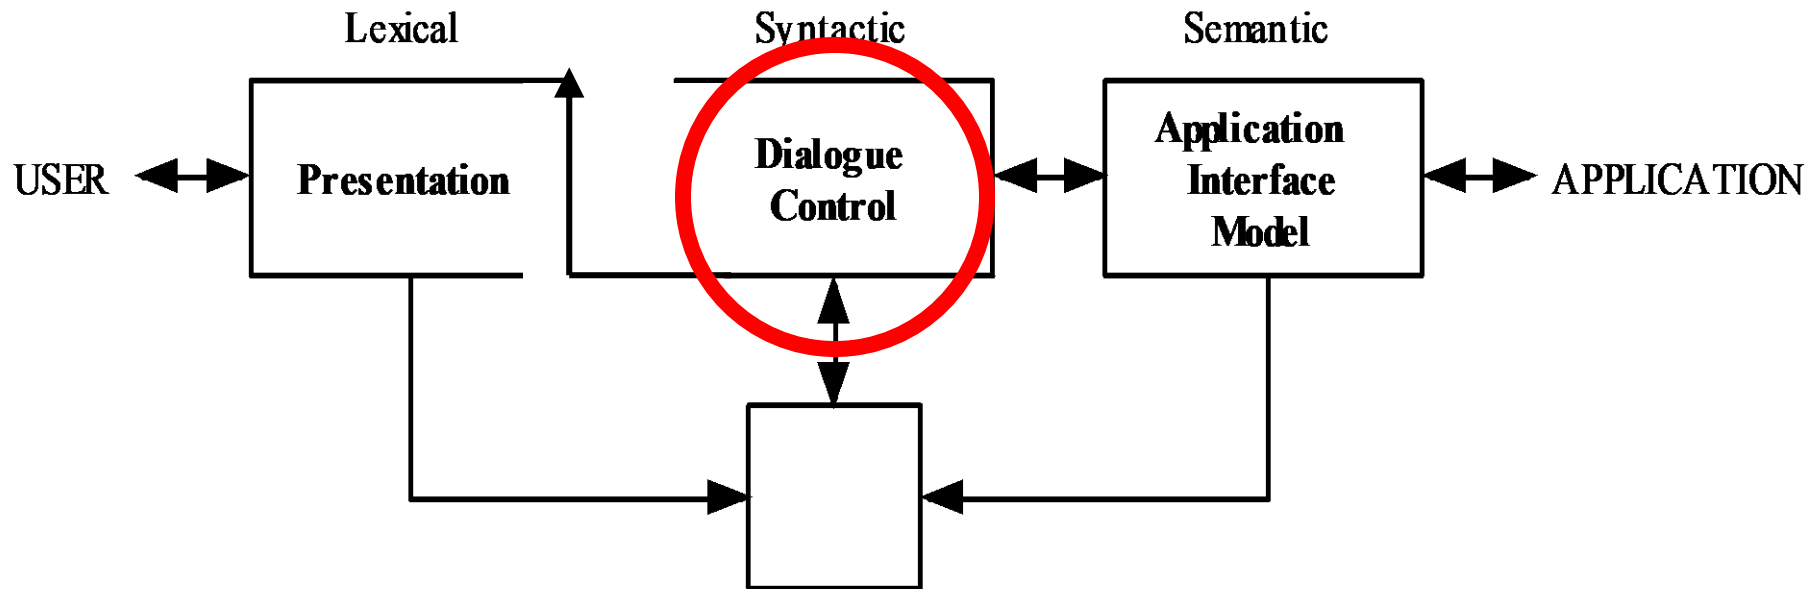 Lexical
Syntactic
Semantic
USER
Presentation
Dialogue
Control
Application
Interface
Model
APPLICATION